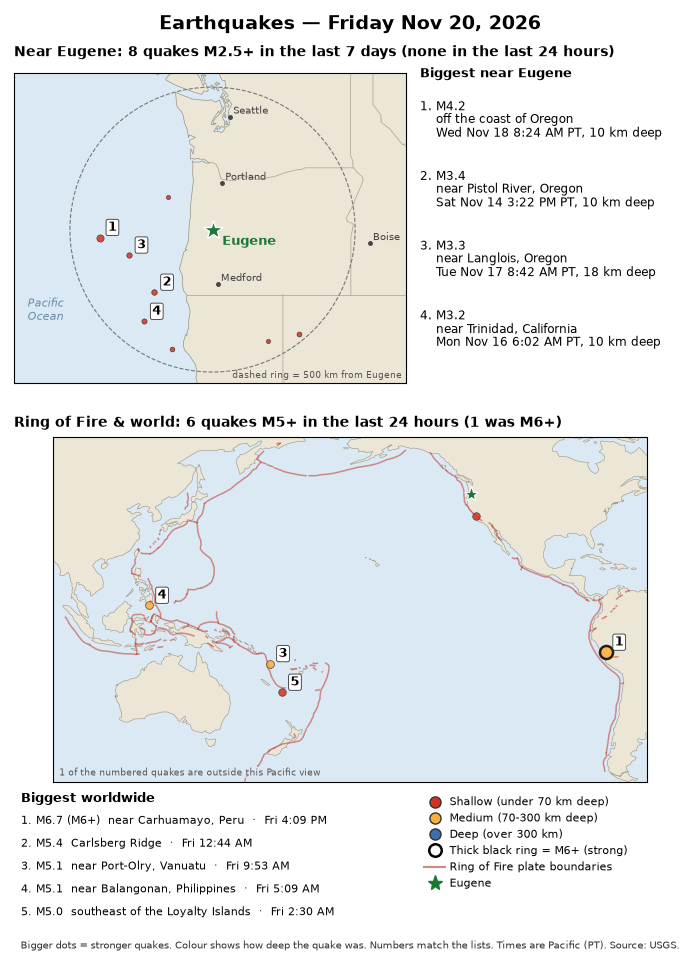 Earthquakes — Friday Nov 20, 2026
Near Eugene: 8 quakes M2.5+ in the last 7 days (none in the last 24 hours)
Seattle
Portland
1
3
Eugene
Boise
2
Medford
4
Pacific
Ocean
dashed ring = 500 km from Eugene
Biggest near Eugene
1. M4.2
off the coast of Oregon
Wed Nov 18 8:24 AM PT, 10 km deep
2. M3.4
near Pistol River, Oregon
Sat Nov 14 3:22 PM PT, 10 km deep
3. M3.3
near Langlois, Oregon
Tue Nov 17 8:42 AM PT, 18 km deep
4. M3.2
near Trinidad, California
Mon Nov 16 6:02 AM PT, 10 km deep
Ring of Fire & world: 6 quakes M5+ in the last 24 hours (1 was M6+)
4
1
3
5
1 of the numbered quakes are outside this Pacific view
Biggest worldwide
1. M6.7 (M6+) near Carhuamayo, Peru · Fri 4:09 PM
2. M5.4 Carlsberg Ridge · Fri 12:44 AM
3. M5.1 near Port-Olry, Vanuatu · Fri 9:53 AM
4. M5.1 near Balangonan, Philippines · Fri 5:09 AM
5. M5.0 southeast of the Loyalty Islands · Fri 2:30 AM
Shallow (under 70 km deep)
Medium (70-300 km deep)
Deep (over 300 km)
Thick black ring = M6+ (strong)
Ring of Fire plate boundaries
Eugene
Bigger dots = stronger quakes. Colour shows how deep the quake was. Numbers match the lists. Times are Pacific (PT). Source: USGS.